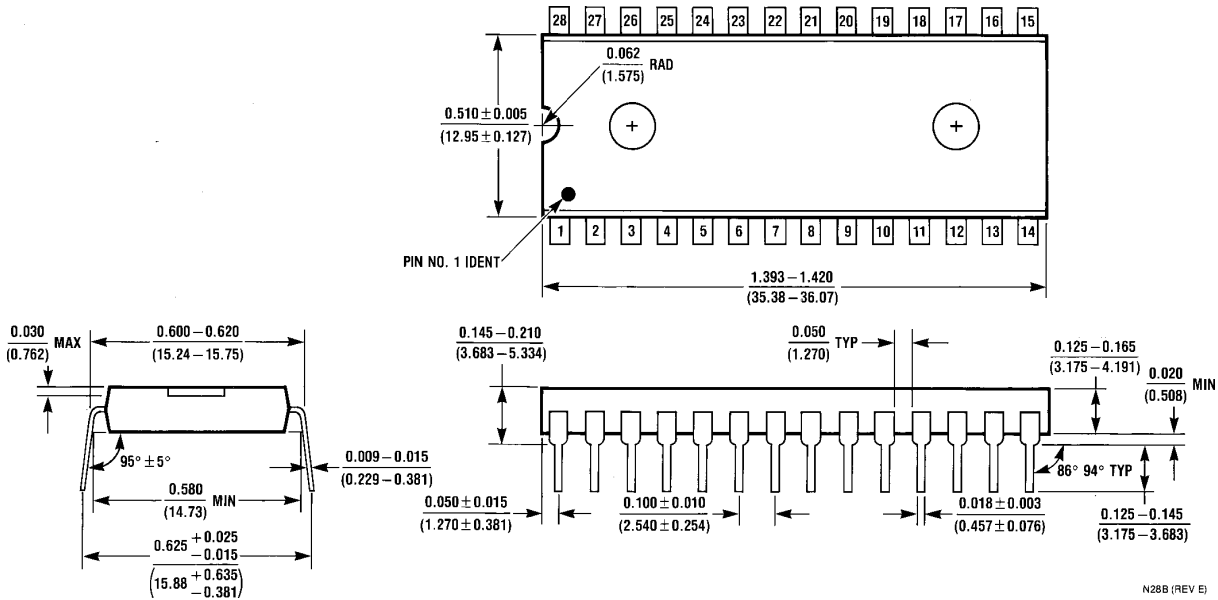 28 27 26 25 24 23 22 21 20 19 18 17 16 15
0.062
(1.575)
RAD
0.510 ± 0.005
(12.95 ± 0.127)
PIN NO. 1 IDENT
1 2 3 4 5 6 7 8 9 10 11 12 13 14
1.393 – 1.420
(35.38 – 36.07)
0.030
(0.762)
MAX
0.600 – 0.620
(15.24 – 15.75)
95° ± 5°
0.580
(14.73)
MIN
0.009 – 0.015
(0.229 – 0.381)
0.625 + 0.025
– 0.015
(15.88 + 0.635
– 0.381)
0.145 – 0.210
(3.683 – 5.334)
0.050
(1.270)
TYP
0.125 – 0.165
(3.175 – 4.191)
0.020
(0.508)
MIN
86° 94° TYP
0.050 ± 0.015
(1.270 ± 0.381)
0.100 ± 0.010
(2.540 ± 0.254)
0.018 ± 0.003
(0.457 ± 0.076)
0.125 – 0.145
(3.175 – 3.683)
N28B (REV E)